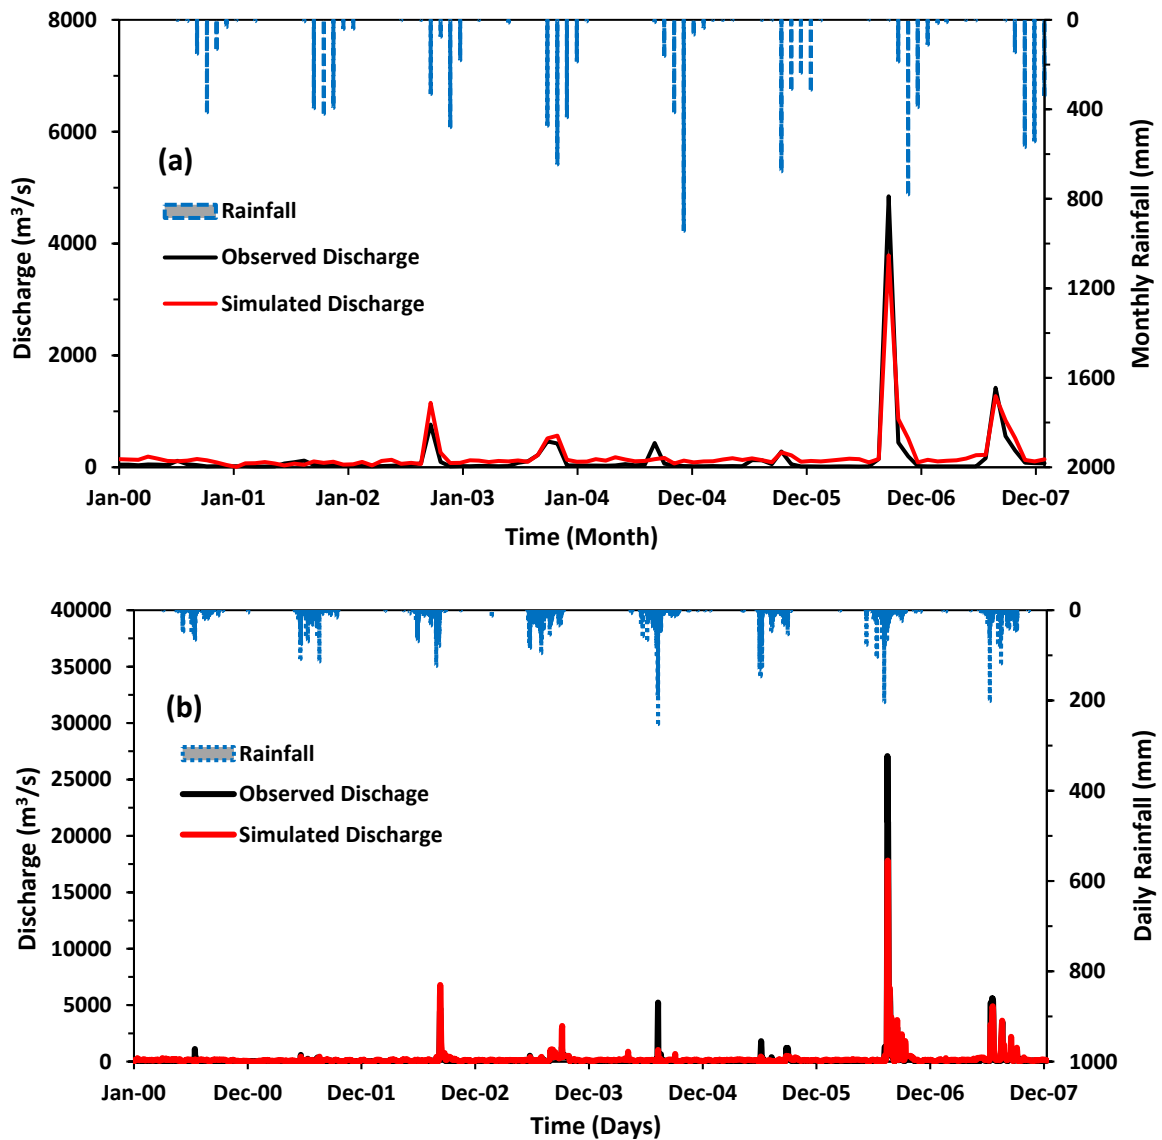 8000
6000
4000
2000
0
Discharge (m³/s)
(a)
Rainfall
Observed Discharge
Simulated Discharge
0
400
800
1200
1600
2000
Monthly Rainfall (mm)
Jan-00 Jan-01 Jan-02 Jan-03 Jan-04 Dec-04 Dec-05 Dec-06 Dec-07
Time (Month)
40000
35000
30000
25000
20000
15000
10000
5000
0
Discharge (m³/s)
(b)
Rainfall
Observed Dischage
Simulated Discharge
0
200
400
600
800
1000
Daily Rainfall (mm)
Jan-00 Dec-00 Dec-01 Dec-02 Dec-03 Dec-04 Dec-05 Dec-06 Dec-07
Time (Days)